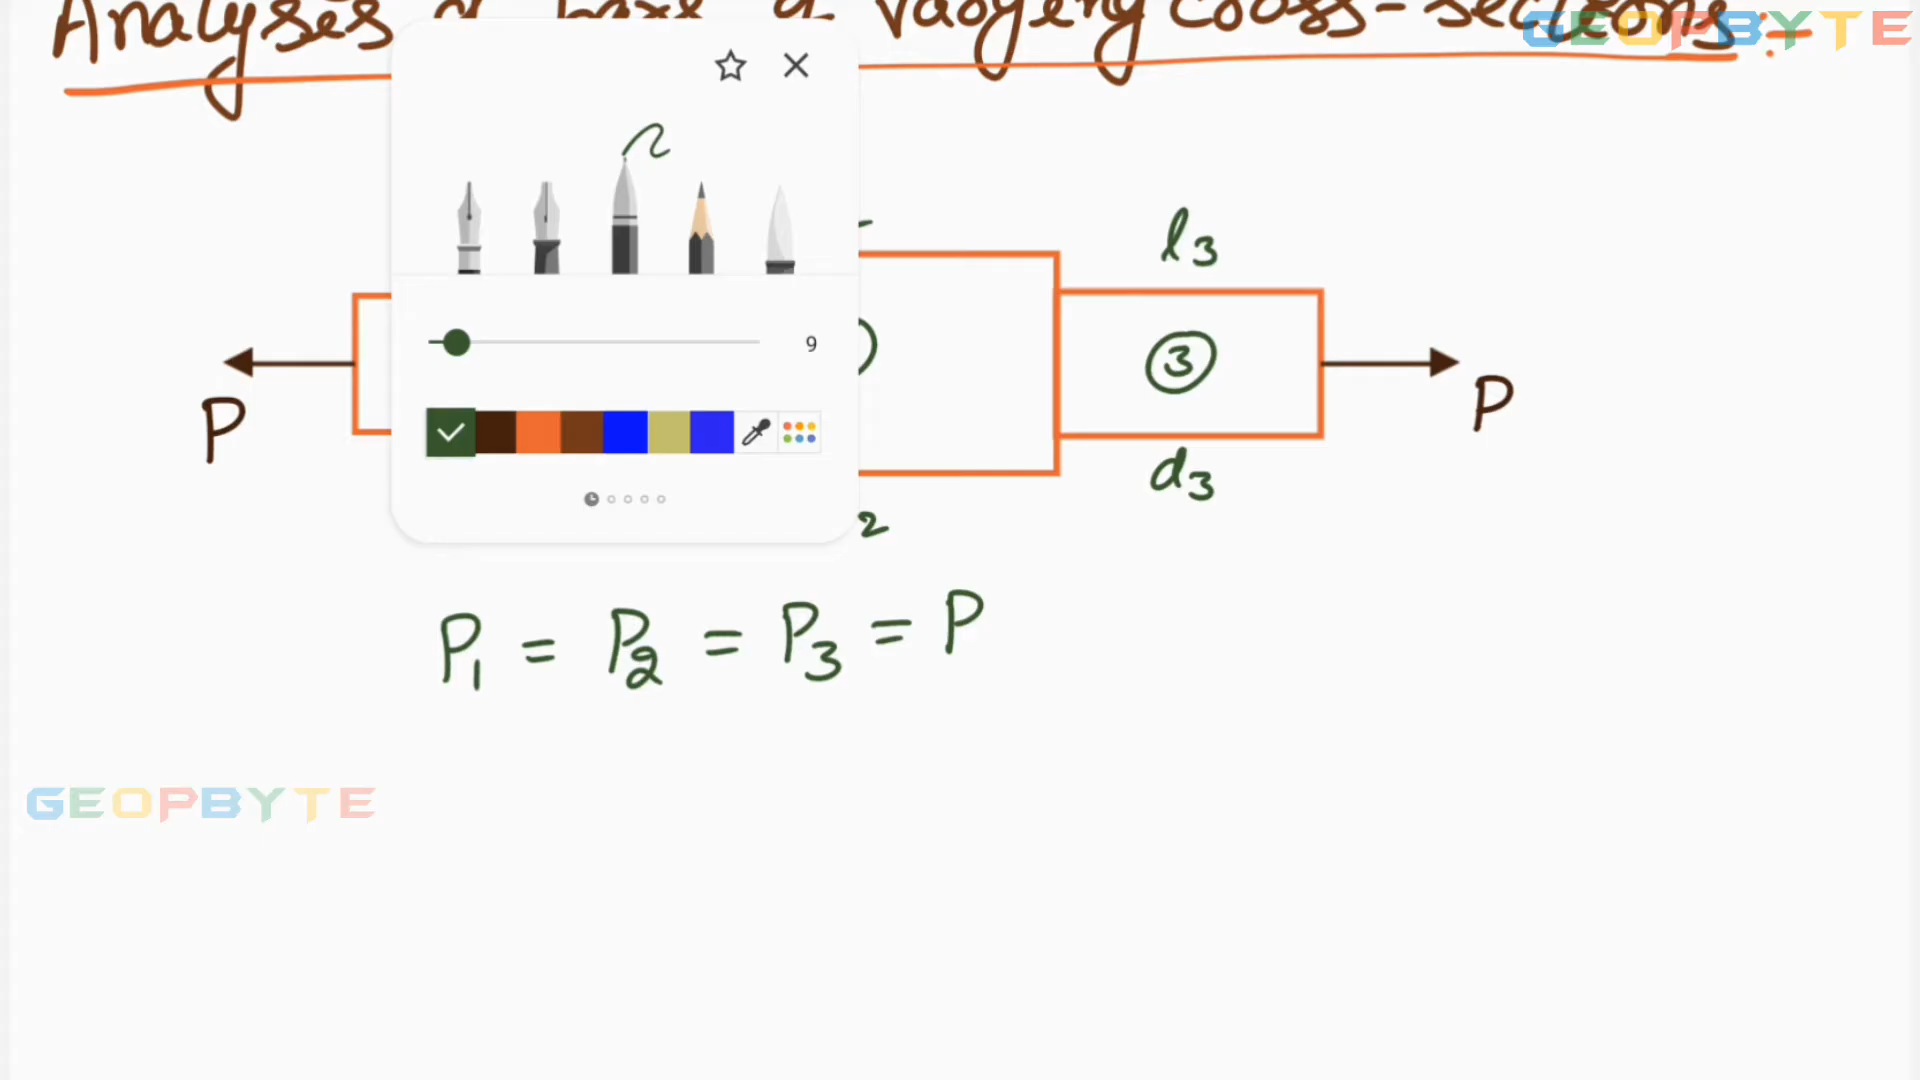 Analyses of bars of varying cross-sections :-
GEOPBYTE
l3
3
P
P
9
d3
2
P1 = P2 = P3 = P
GEOPBYTE